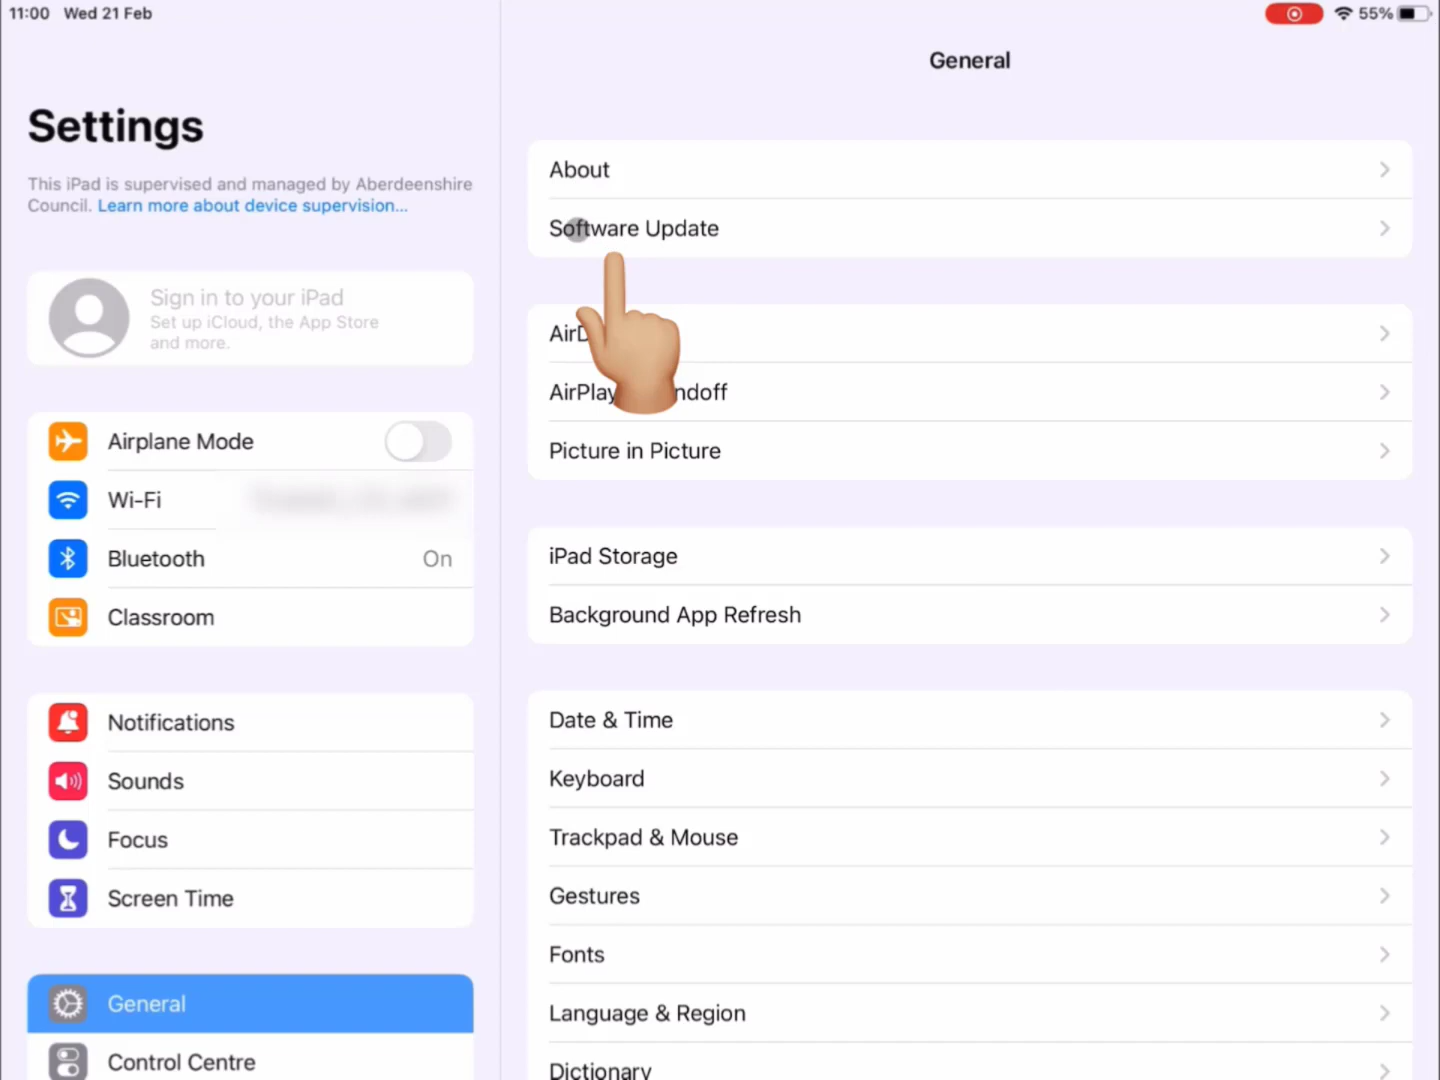 11:00 Wed 21 Feb
55%
Settings
This iPad is supervised and managed by Aberdeenshire
Council. Learn more about device supervision...
Sign in to your iPad
Set up iCloud, the App Store
and more.
Airplane Mode
Wi-Fi
Bluetooth On
Classroom
Notifications
Sounds
Focus
Screen Time
General
Control Centre
General
About
Software Update
AirD
AirPlay ndoff
Picture in Picture
iPad Storage
Background App Refresh
Date & Time
Keyboard
Trackpad & Mouse
Gestures
Fonts
Language & Region
Dictionary